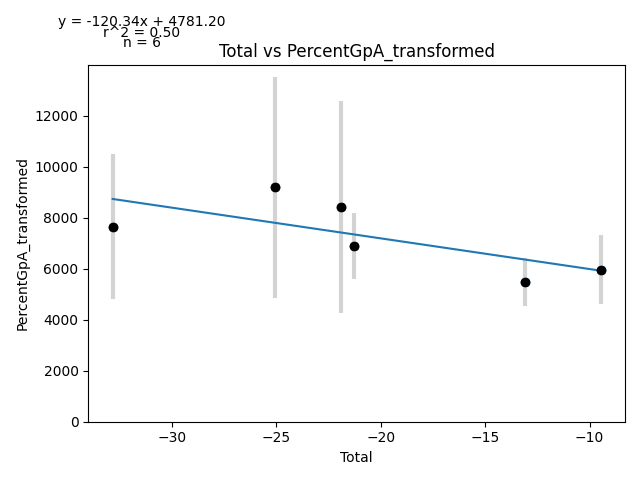 y = -120.34x + 4781.20
r^2 = 0.50
n = 6
Total vs PercentGpA_transformed
PercentGpA_transformed
12000
10000
8000
6000
4000
2000
0
−30
−25
−20
−15
−10
Total